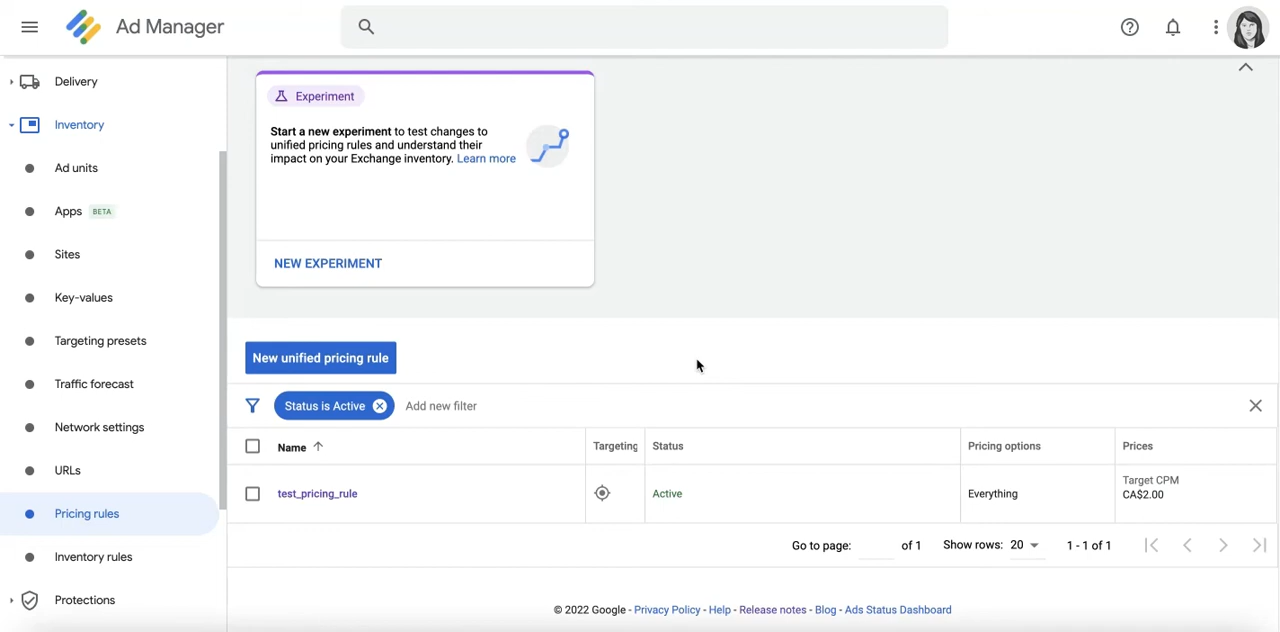 Ad Manager
Delivery
Inventory
Ad units
Apps BETA
Sites
Key-values
Targeting presets
Traffic forecast
Network settings
URLs
Pricing rules
Inventory rules
Protections
Experiment
Start a new experiment to test changes to
unified pricing rules and understand their
impact on your Exchange inventory. Learn more
NEW EXPERIMENT
New unified pricing rule
Status is Active Add new filter
Name Targeting Status Pricing options Prices
test_pricing_rule Active Everything Target CPM
CA$2.00
Go to page: of 1 Show rows: 20 1 - 1 of 1
© 2022 Google - Privacy Policy - Help - Release notes - Blog - Ads Status Dashboard